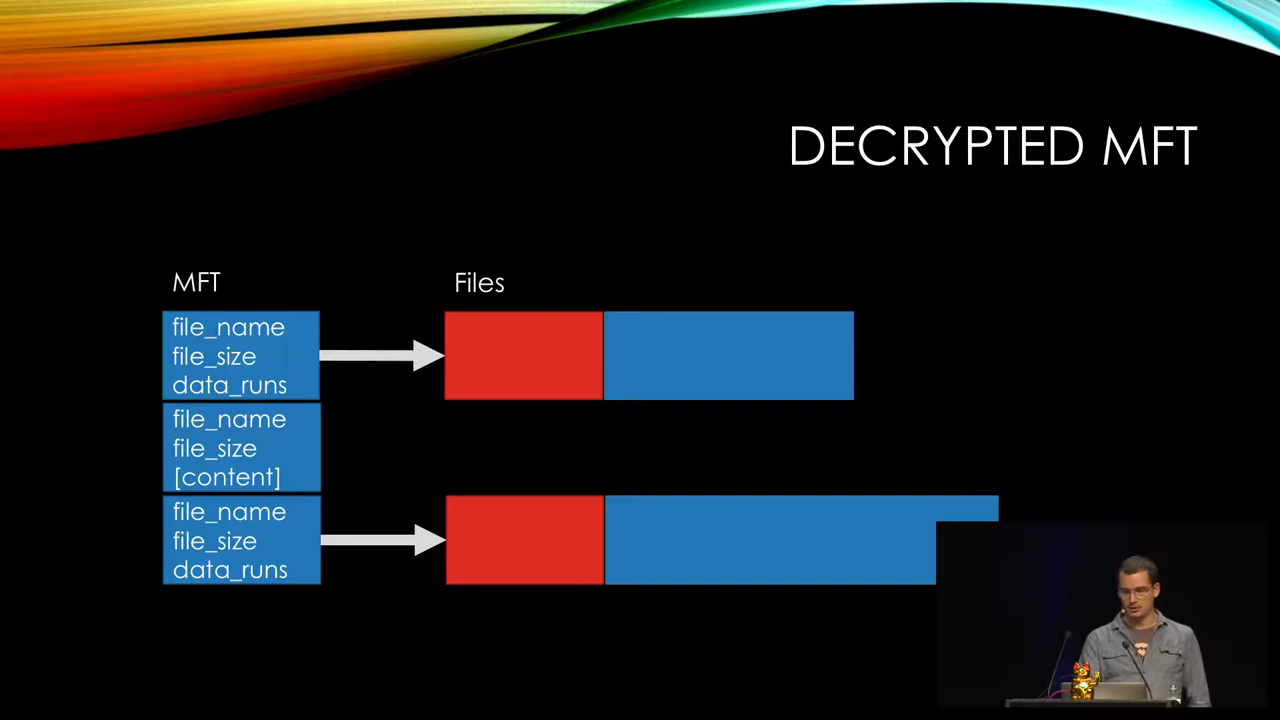 DECRYPTED MFT
MFT
Files
file_name
file_size
data_runs
file_name
file_size
[content]
file_name
file_size
data_runs